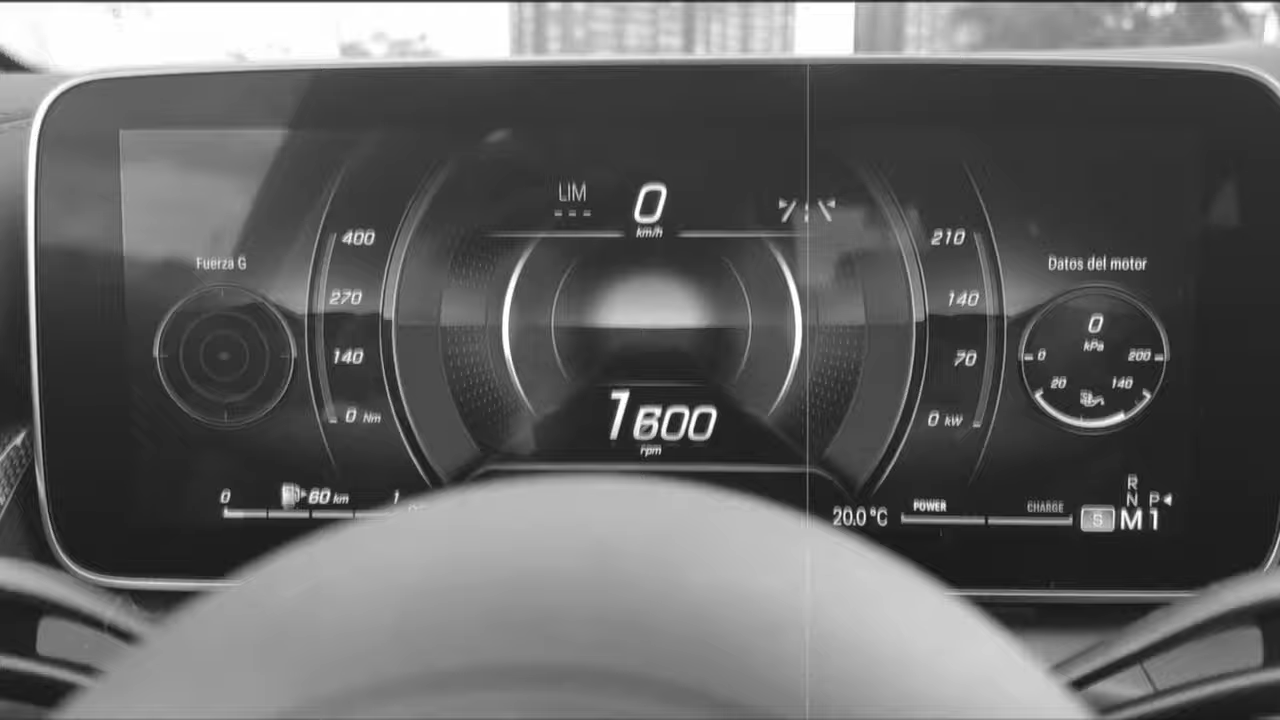 LIM
---
0
km/h
400
270
140
0 Nm
210
140
70
0 kW
Fuerza G
Datos del motor
0
kPa
0 200
20 140
rpm
0 60 km 1
20.0 °C
POWER CHARGE
R
N P
S M1